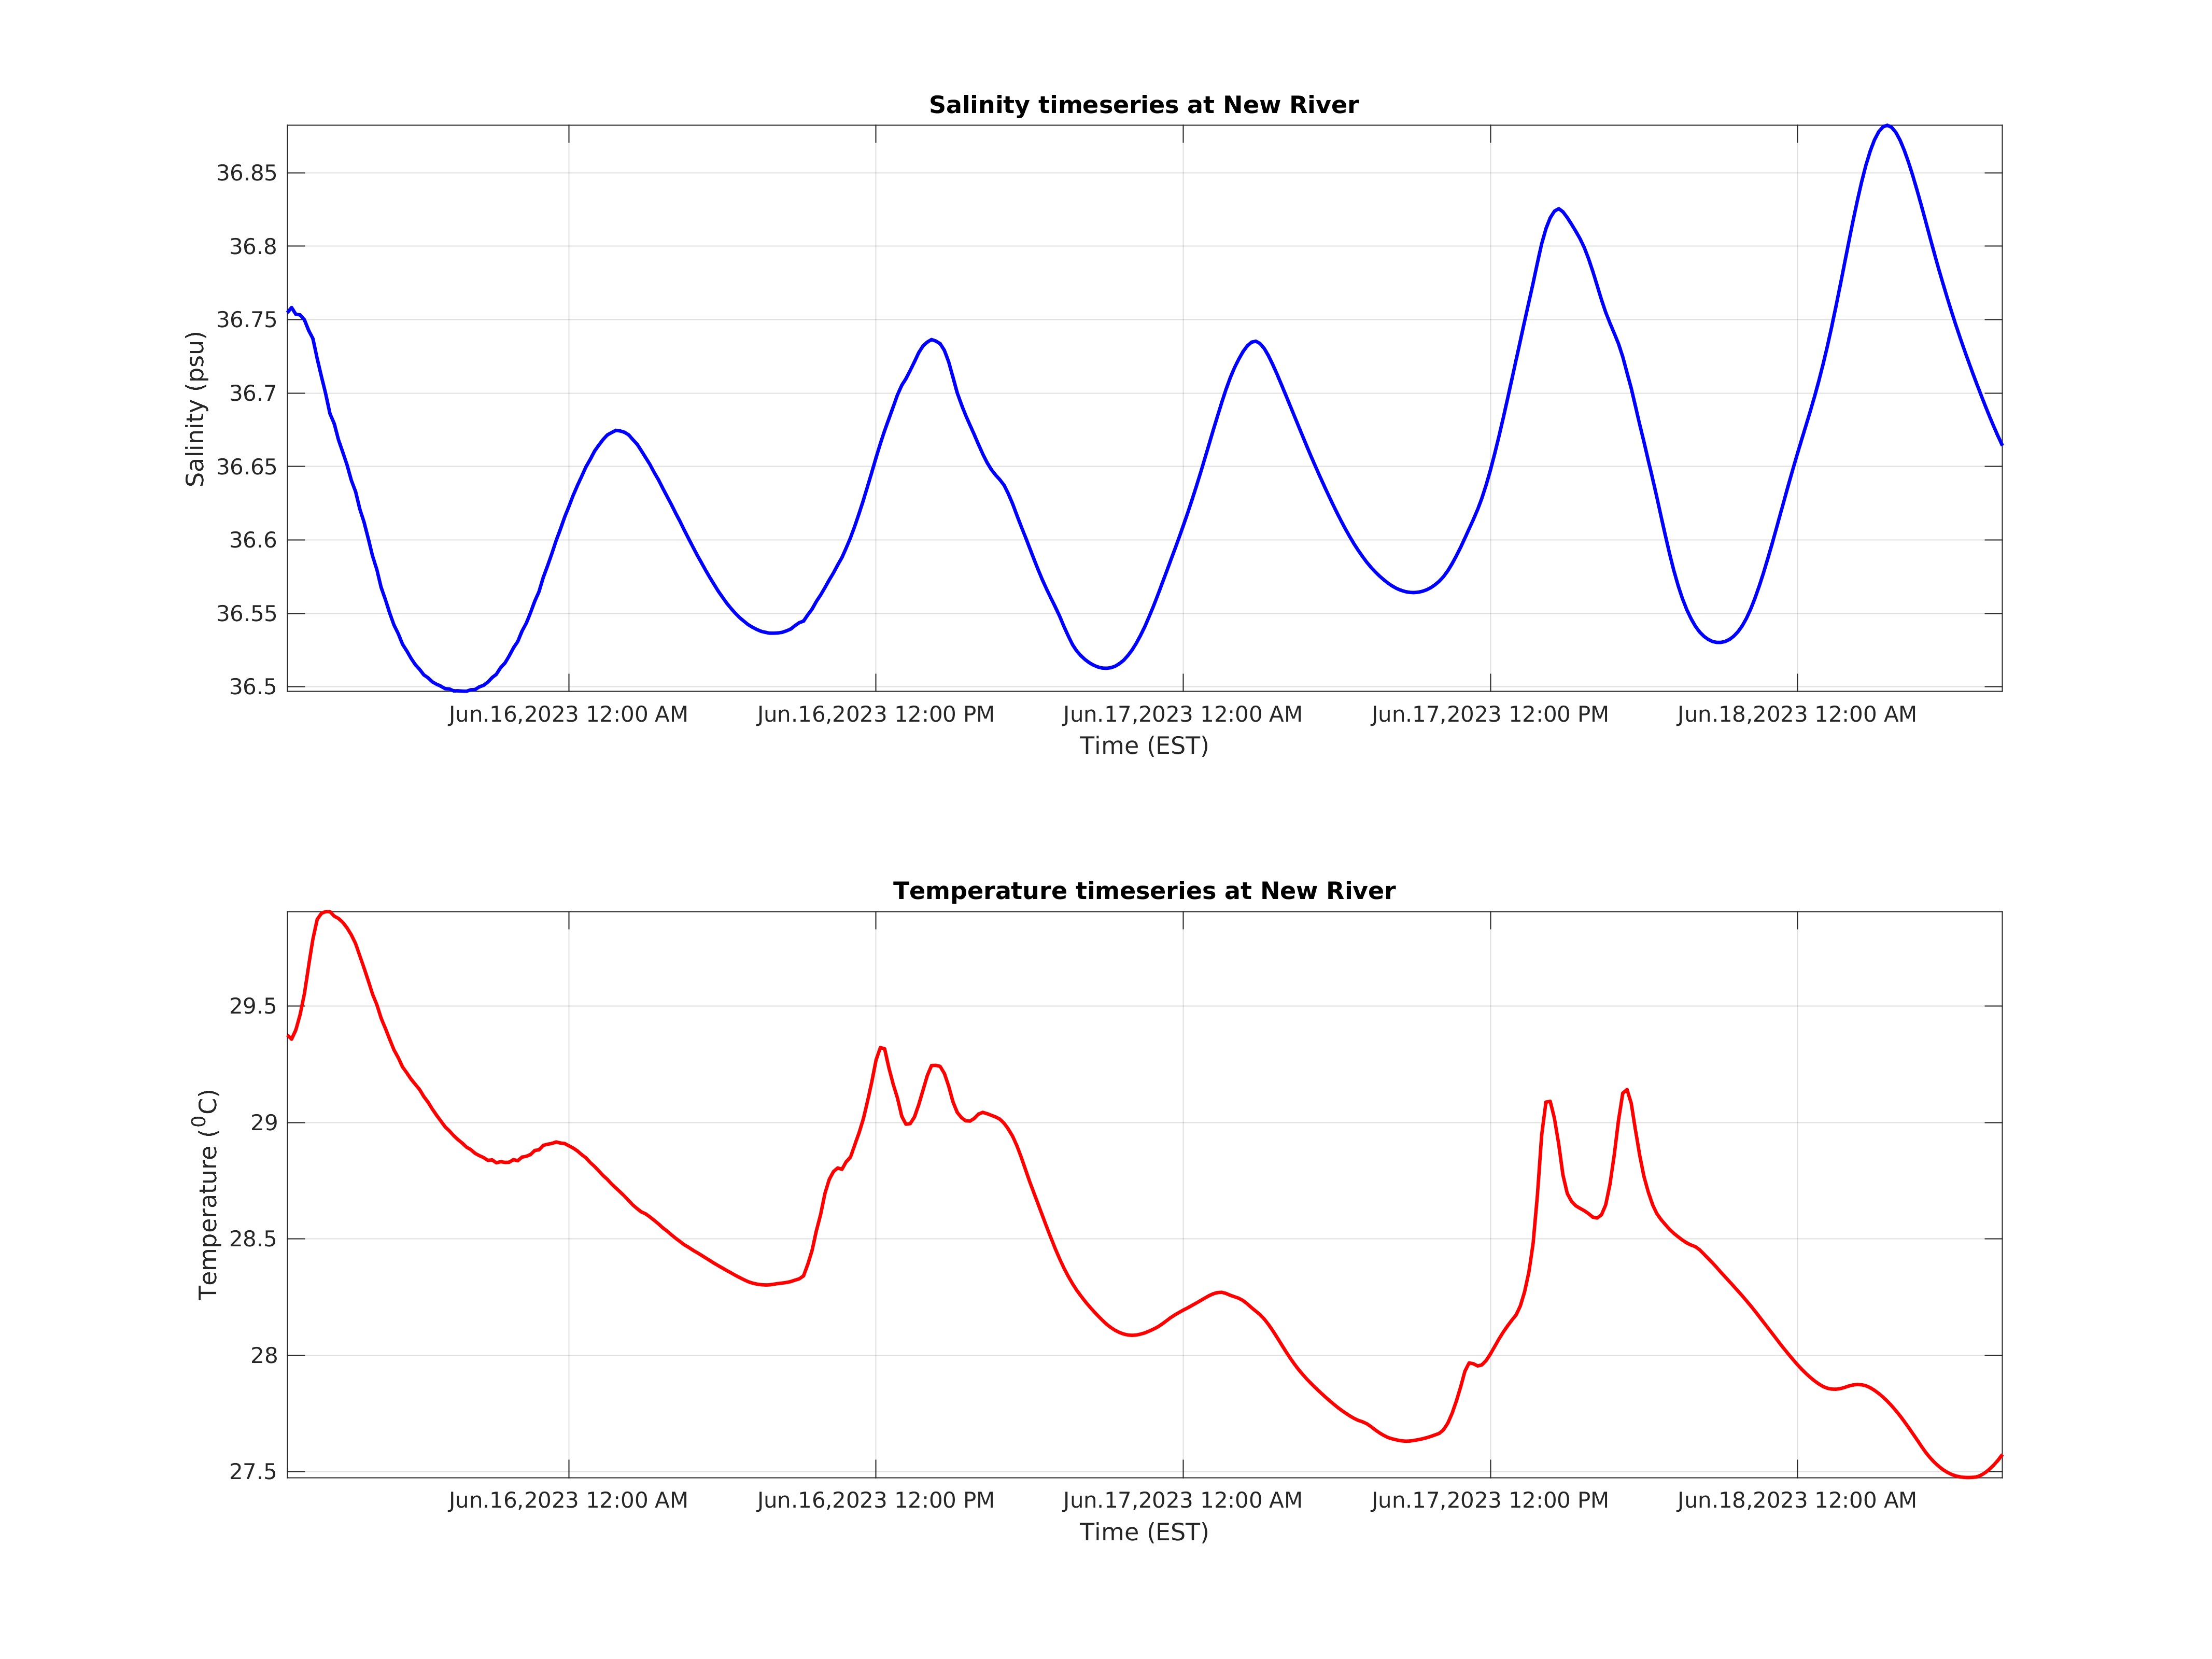 Salinity timeseries at New River
Salinity (psu)
36.85
36.8
36.75
36.7
36.65
36.6
36.55
36.5
Jun.16,2023 12:00 AM Jun.16,2023 12:00 PM Jun.17,2023 12:00 AM Jun.17,2023 12:00 PM Jun.18,2023 12:00 AM
Time (EST)
Temperature timeseries at New River
Temperature (⁰C)
29.5
29
28.5
28
27.5
Jun.16,2023 12:00 AM Jun.16,2023 12:00 PM Jun.17,2023 12:00 AM Jun.17,2023 12:00 PM Jun.18,2023 12:00 AM
Time (EST)